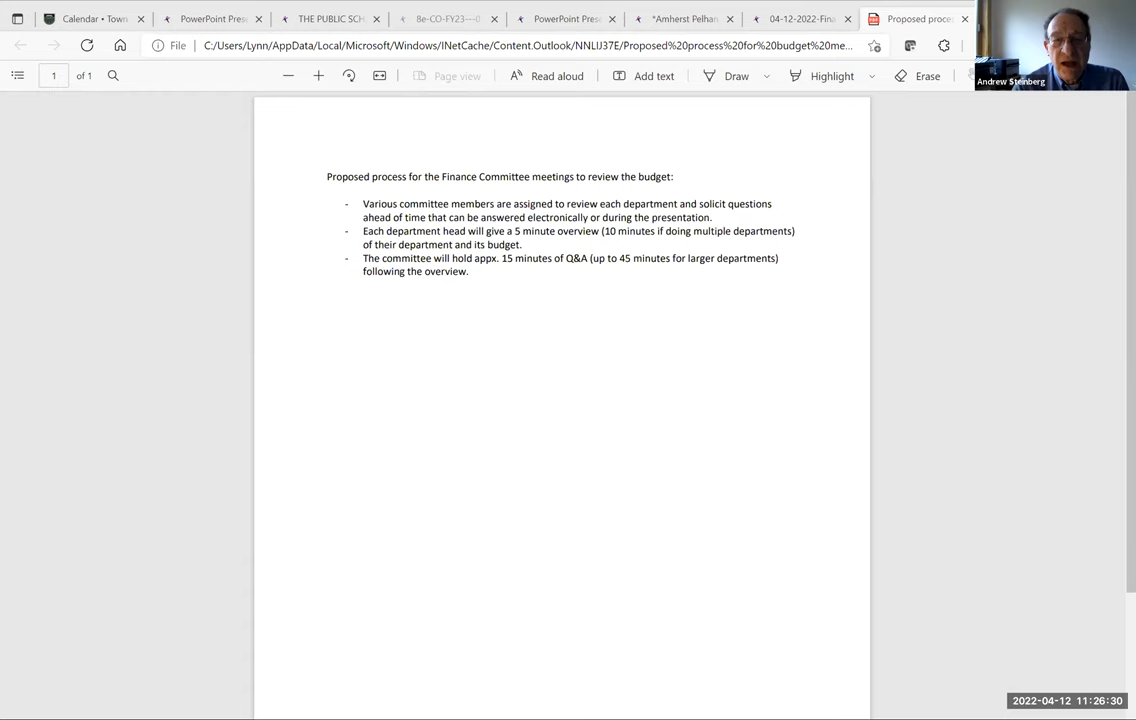 Calendar • Town
PowerPoint Pres
THE PUBLIC SCH
8e-CO-FY23---0
PowerPoint Prese
*Amherst Pelhan
04-12-2022-Fina
Proposed proce
File
C:/Users/Lynn/AppData/Local/Microsoft/Windows/INetCache/Content.Outlook/NNLIJ37E/Proposed%20process%20for%20budget%20me...
1 of 1
Page view
Read aloud
Add text
Draw
Highlight
Erase
Andrew Steinberg
Proposed process for the Finance Committee meetings to review the budget:
- Various committee members are assigned to review each department and solicit questions
ahead of time that can be answered electronically or during the presentation.
- Each department head will give a 5 minute overview (10 minutes if doing multiple departments)
of their department and its budget.
- The committee will hold appx. 15 minutes of Q&A (up to 45 minutes for larger departments)
following the overview.
2022-04-12 11:26:30